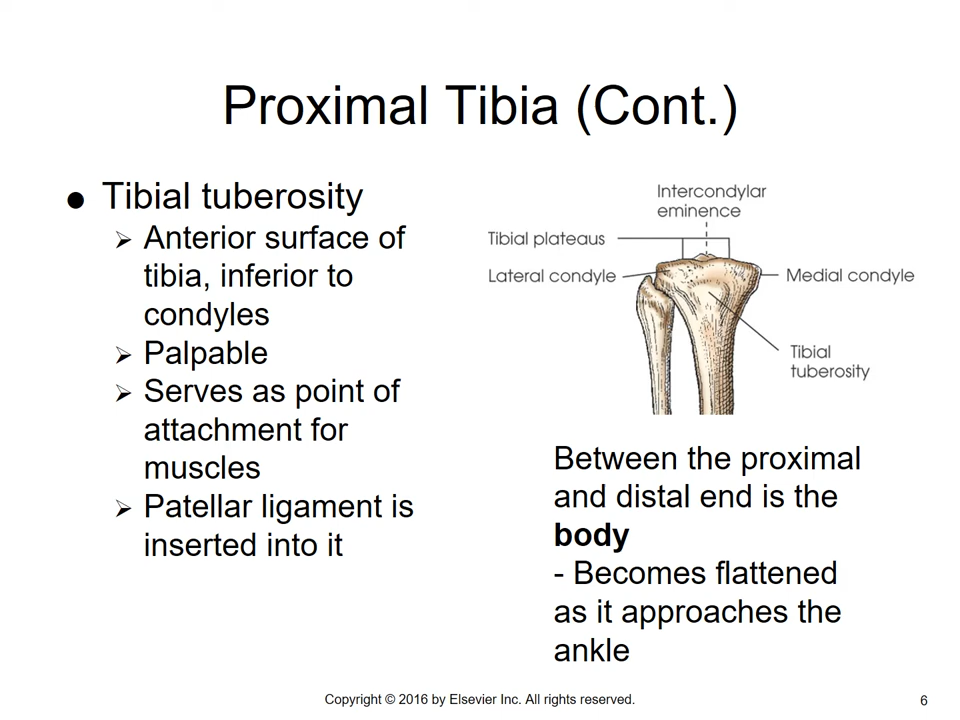 Proximal Tibia (Cont.)
● Tibial tuberosity
➢ Anterior surface of
tibia, inferior to
condyles
➢ Palpable
➢ Serves as point of
attachment for
muscles
➢ Patellar ligament is
inserted into it
Intercondylar
eminence
Tibial plateaus
Lateral condyle
Medial condyle
Tibial
tuberosity
Between the proximal
and distal end is the
body
- Becomes flattened
as it approaches the
ankle
Copyright © 2016 by Elsevier Inc. All rights reserved.
6